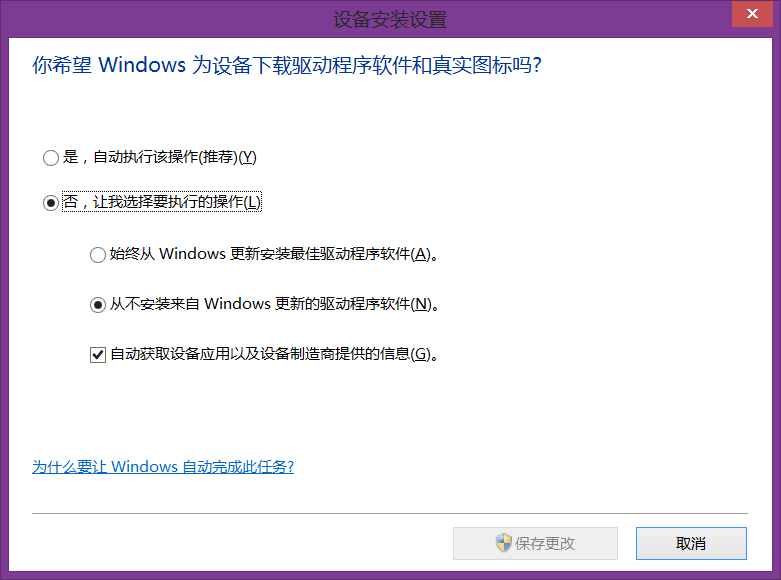 设备安装设置
你希望 Windows 为设备下载驱动程序软件和真实图标吗?
是，自动执行该操作(推荐)(Y)
否，让我选择要执行的操作(L)
始终从 Windows 更新安装最佳驱动程序软件(A)。
从不安装来自 Windows 更新的驱动程序软件(N)。
自动获取设备应用以及设备制造商提供的信息(G)。
为什么要让 Windows 自动完成此任务?
保存更改
取消